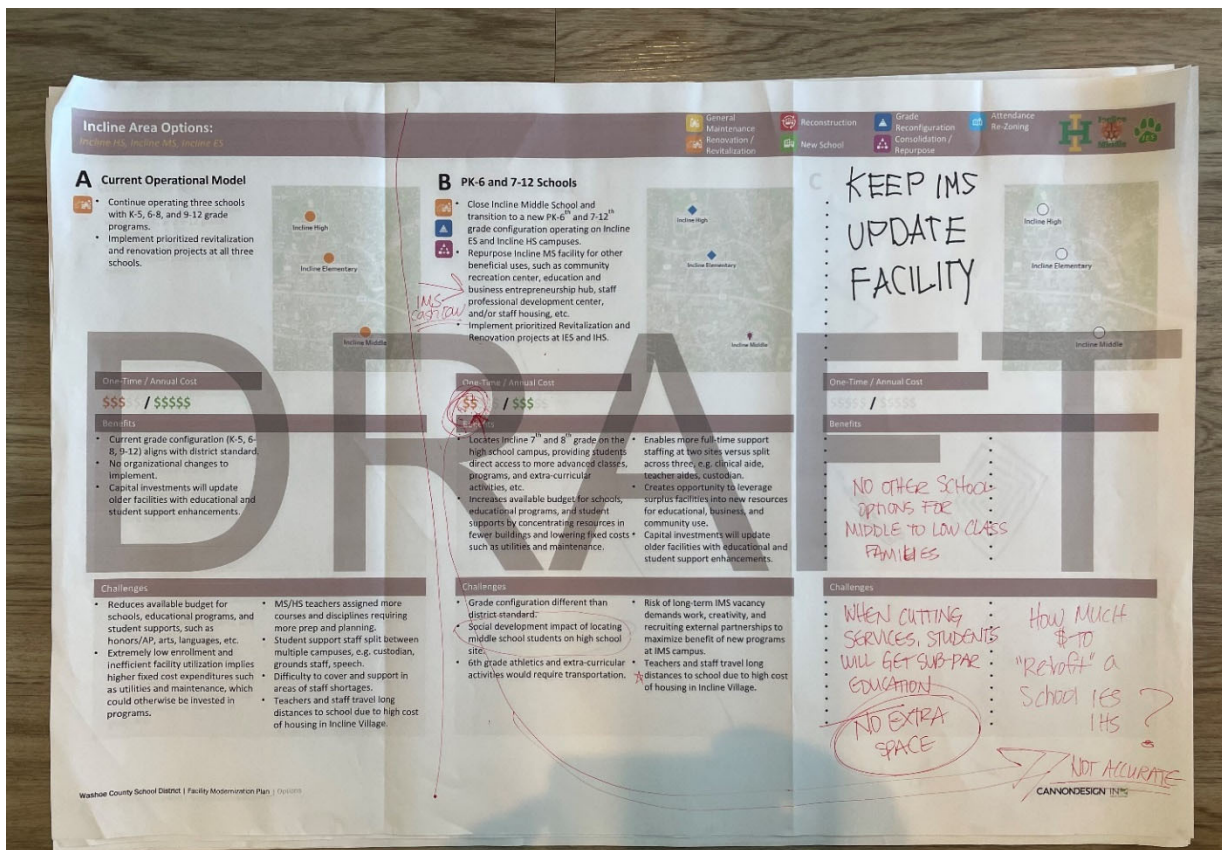 Incline Area Options:
Incline HS, Incline MS, Incline ES
General
Maintenance
Renovation /
Revitalization
Reconstruction
New School
Grade
Reconfiguration
Consolidation /
Repurpose
Attendance
Re-Zoning
A Current Operational Model
• Continue operating three schools
with K-5, 6-8, and 9-12 grade
programs.
• Implement prioritized revitalization
and renovation projects at all three
schools.
Incline High
Incline Elementary
Incline Middle
One-Time / Annual Cost
$$$$$ / $$$$$
Benefits
• Current grade configuration (K-5, 6-
8, 9-12) aligns with district standard.
• No organizational changes to
implement.
• Capital investments will update
older facilities with educational and
student support enhancements.
Challenges
• Reduces available budget for
schools, educational programs, and
student supports, such as
honors/AP, arts, languages, etc.
• Extremely low enrollment and
inefficient facility utilization implies
higher fixed cost expenditures such
as utilities and maintenance, which
could otherwise be invested in
programs.
• MS/HS teachers assigned more
courses and disciplines requiring
more prep and planning.
• Student support staff split between
multiple campuses, e.g. custodian,
grounds staff, speech.
• Difficulty to cover and support in
areas of staff shortages.
• Teachers and staff travel long
distances to school due to high cost
of housing in Incline Village.
B PK-6 and 7-12 Schools
• Close Incline Middle School and
transition to a new PK-6th and 7-12th
grade configuration operating on Incline
ES and Incline HS campuses.
• Repurpose Incline MS facility for other
beneficial uses, such as community
recreation center, education and
business entrepreneurship hub, staff
professional development center,
and/or staff housing, etc.
• Implement prioritized Revitalization and
Renovation projects at IES and IHS.
IMS
cash cow
Incline High
Incline Elementary
Incline Middle
One-Time / Annual Cost
$$$$$ / $$$$$
Benefits
• Locates Incline 7th and 8th grade on the
high school campus, providing students
direct access to more advanced classes,
programs, and extra-curricular
activities, etc.
• Increases available budget for schools,
educational programs, and student
supports by concentrating resources in
fewer buildings and lowering fixed costs
such as utilities and maintenance.
• Enables more full-time support
staffing at two sites versus split
across three, e.g. clinical aide,
teacher aides, custodian.
• Creates opportunity to leverage
surplus facilities into new resources
for educational, business, and
community use.
• Capital investments will update
older facilities with educational and
student support enhancements.
Challenges
• Grade configuration different than
district standard.
• Social development impact of locating
middle school students on high school
site.
• 6th grade athletics and extra-curricular
activities would require transportation.
• Risk of long-term IMS vacancy
demands work, creativity, and
recruiting external partnerships to
maximize benefit of new programs
at IMS campus.
• Teachers and staff travel long
distances to school due to high cost
of housing in Incline Village.
C
KEEP IMS
UPDATE
FACILITY
Incline High
Incline Elementary
Incline Middle
One-Time / Annual Cost
$$$$$ / $$$$$
Benefits
NO OTHER SCHOOL
OPTIONS FOR
MIDDLE TO LOW CLASS
FAMILIES
Challenges
WHEN CUTTING
SERVICES, STUDENTS
WILL GET SUB-PAR
EDUCATION
NO EXTRA
SPACE
HOW MUCH
$ TO
"Retrofit" a
School IES
IHS ?
NOT ACCURATE
DRAFT
Washoe County School District | Facility Modernization Plan | Options
CANNONDESIGN